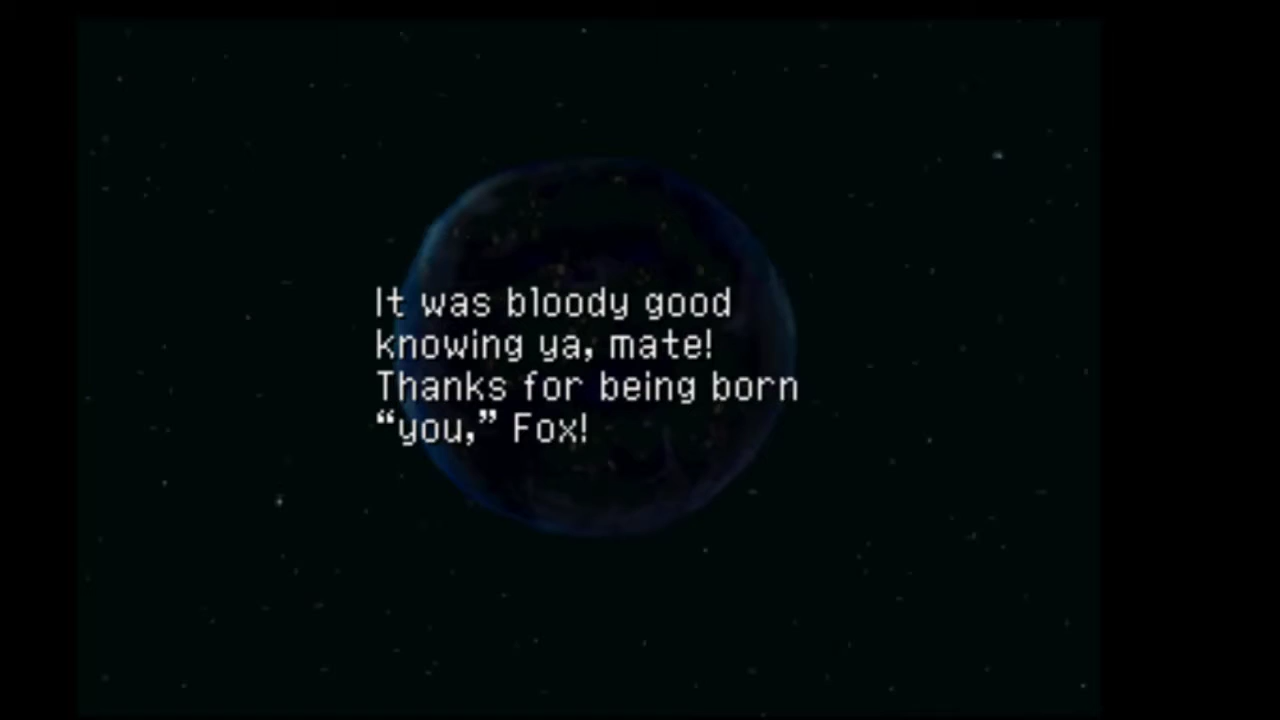 It was bloody good
knowing ya, mate!
Thanks for being born
“you,” Fox!